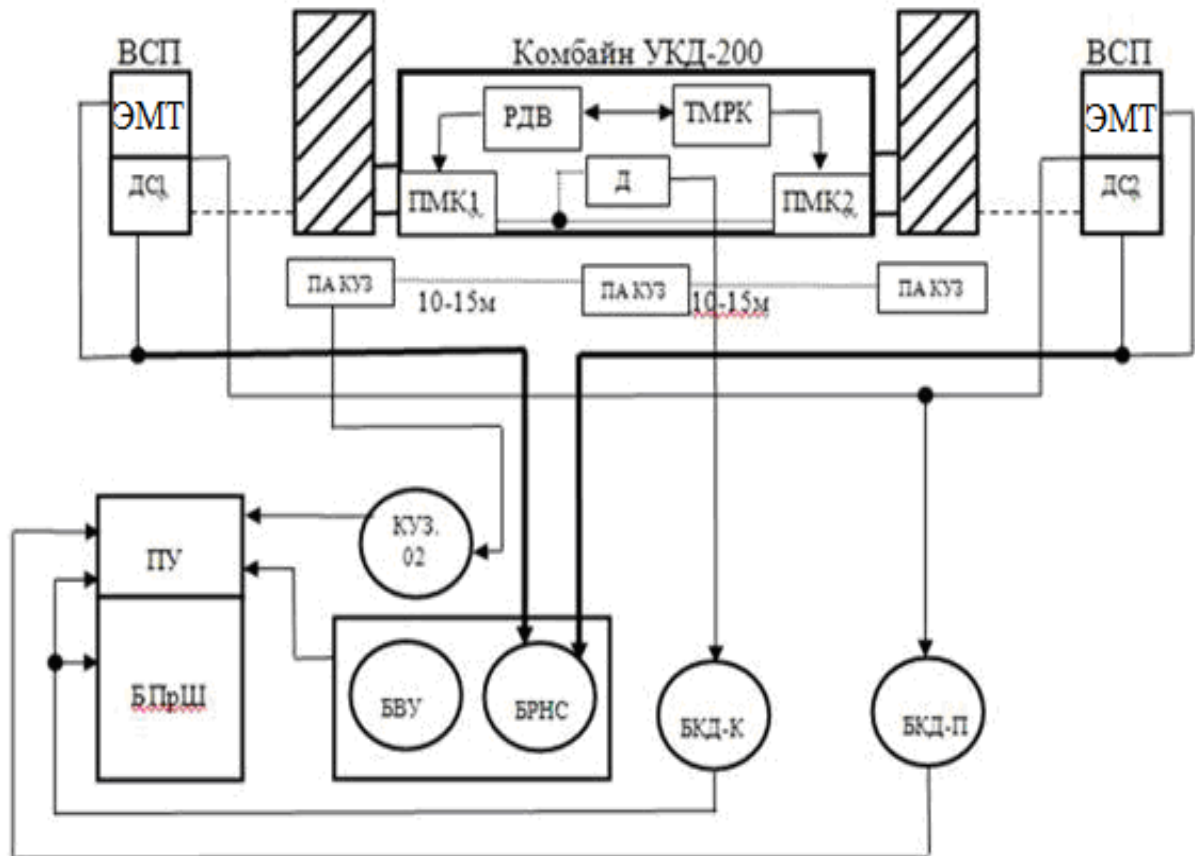 ВСП
Комбайн УКД-200
ВСП
ЭМТ
РДВ
ТМРК
ЭМТ
ДС1
Д
ДС2
ПМК1
ПМК2
ПА КУЗ
10-15м
ПА КУЗ
10-15м
ПА КУЗ
КУЗ.
02
ПУ
БПрШ
БВУ
БРНС
БКД-К
БКД-П